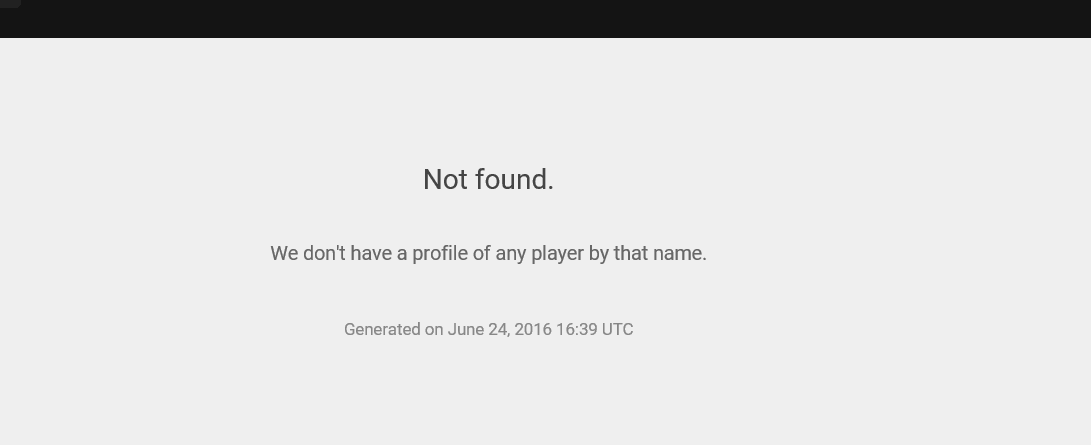 Not found.
We don't have a profile of any player by that name.
Generated on June 24, 2016 16:39 UTC